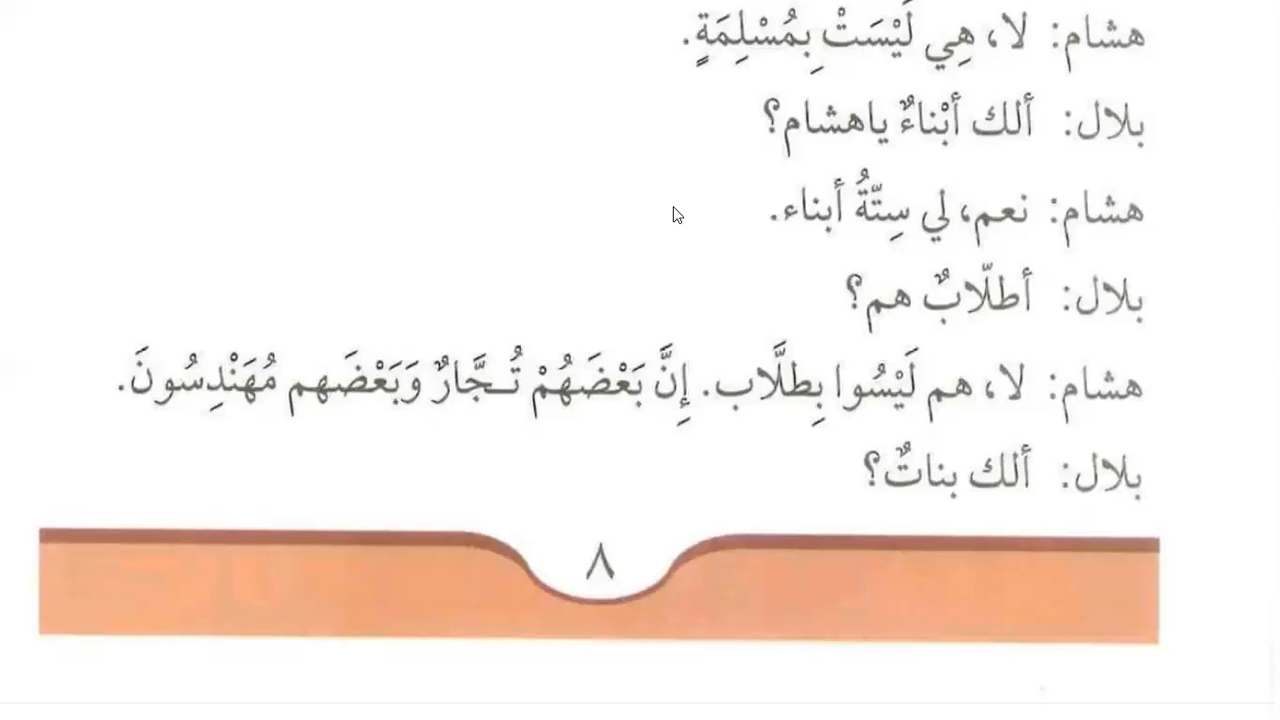 هشام: لا، هِي لَيْسَتْ بِمُسْلِمَةٍ.
بلال: ألك أبْناءٌ ياهشام؟
هشام: نعم، لي سِتَّةُ أبناء.
بلال: أطلّابٌ هم؟
هشام: لا، هم لَيْسُوا بِطلَّاب. إِنَّ بَعْضَهُمْ تُجَّارٌ وَبَعْضَهم مُهَنْدِسُونَ.
بلال: ألك بناتٌ؟
٨